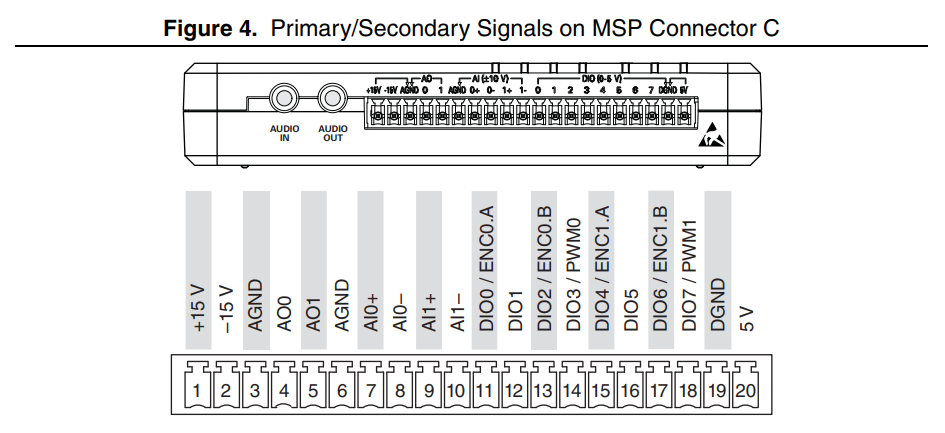 Figure 4. Primary/Secondary Signals on MSP Connector C
AO AI (±10 V) DIO (0-5 V)
+15V -15V AGND 0 1 AGND 0+ 0- 1+ 1- 0 1 2 3 4 5 6 7 DGND 5V
AUDIO IN
AUDIO OUT
+15 V
−15 V
AGND
AO0
AO1
AGND
AI0+
AI0−
AI1+
AI1−
DIO0 / ENC0.A
DIO1
DIO2 / ENC0.B
DIO3 / PWM0
DIO4 / ENC1.A
DIO5
DIO6 / ENC1.B
DIO7 / PWM1
DGND
5 V
1 2 3 4 5 6 7 8 9 10 11 12 13 14 15 16 17 18 19 20